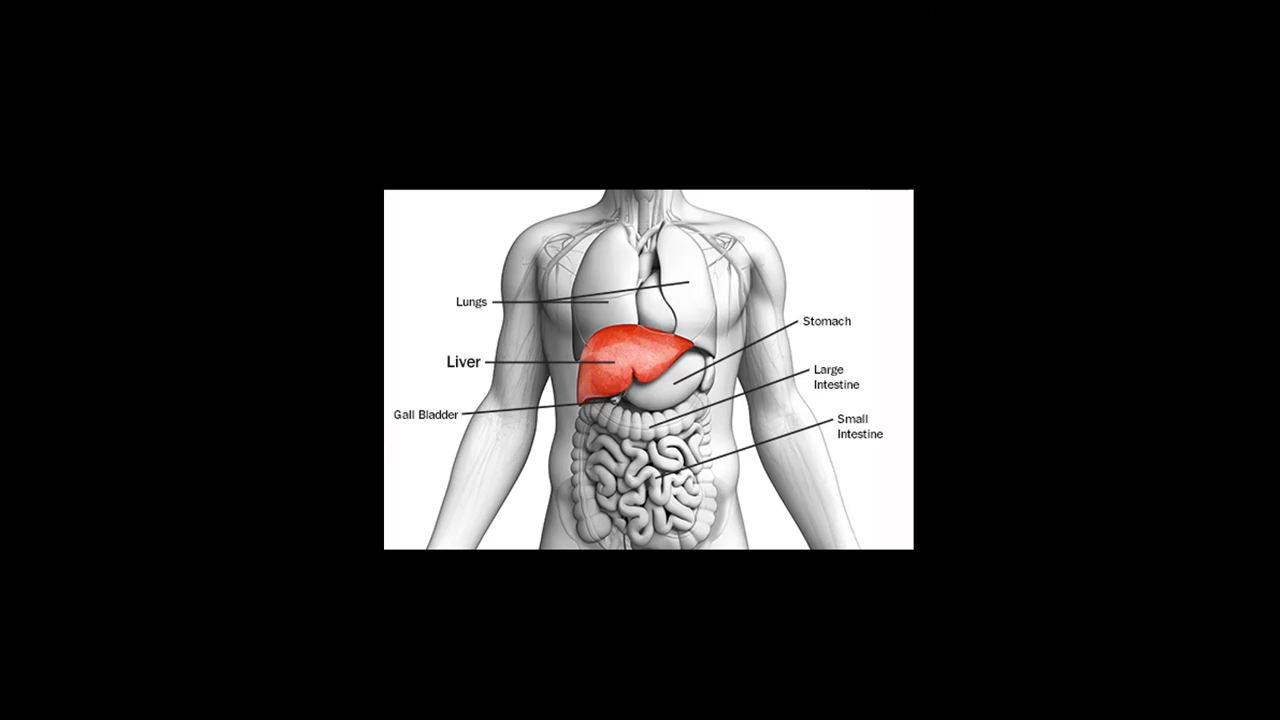 Lungs
Stomach
Liver
Large
Intestine
Gall Bladder
Small
Intestine